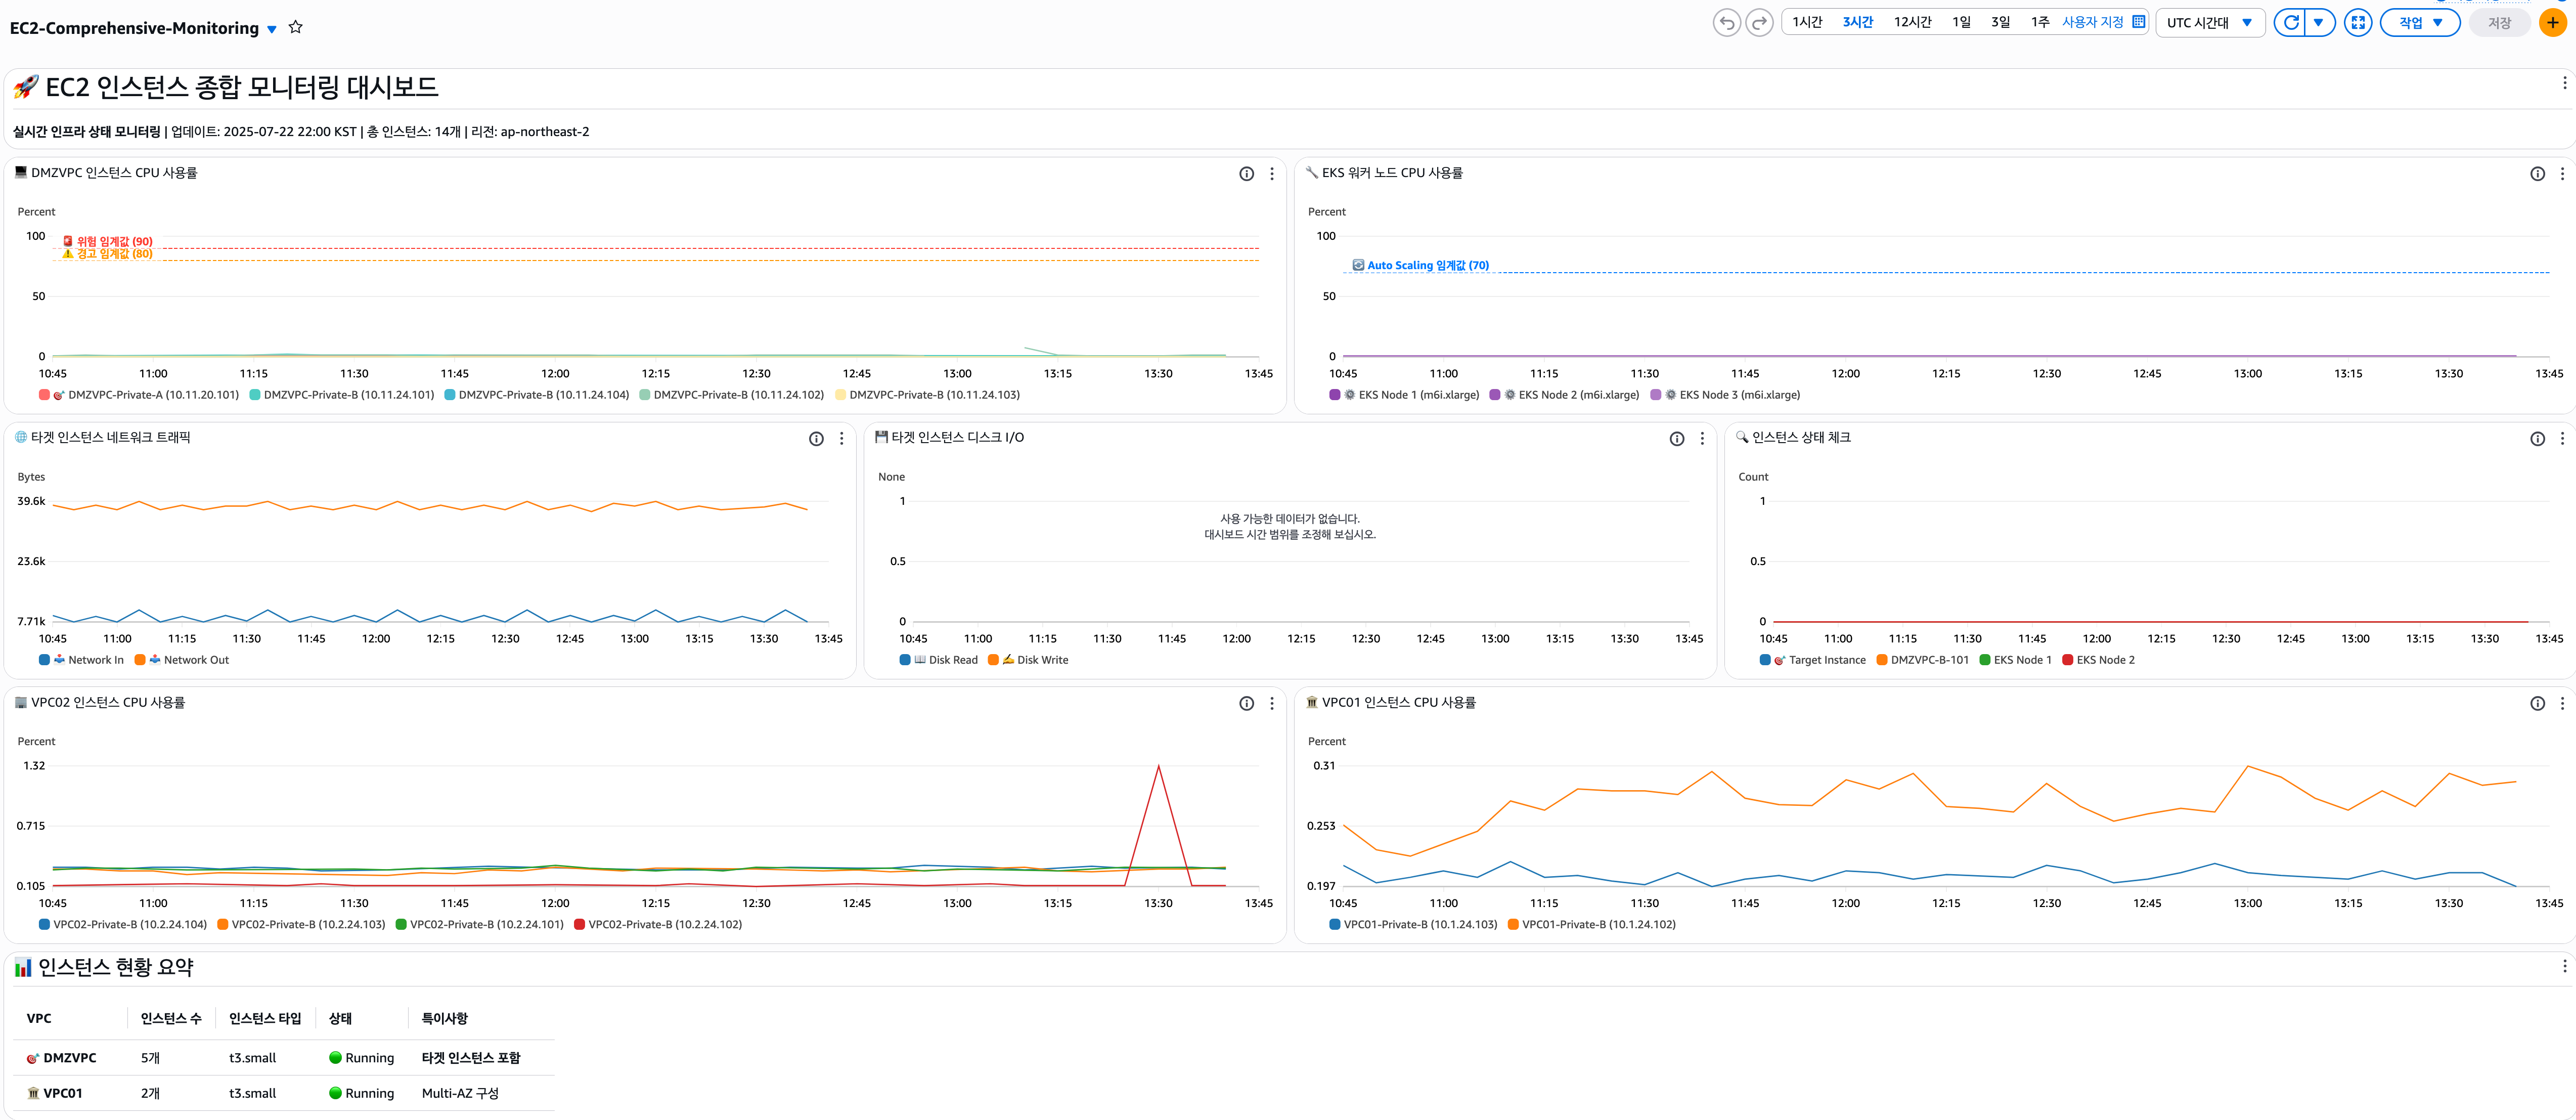 EC2-Comprehensive-Monitoring
1시간 3시간 12시간 1일 3일 1주 사용자 지정 UTC 시간대 작업 저장
🚀 EC2 인스턴스 종합 모니터링 대시보드
실시간 인프라 상태 모니터링 | 업데이트: 2025-07-22 22:00 KST | 총 인스턴스: 14개 | 리전: ap-northeast-2
💻 DMZVPC 인스턴스 CPU 사용률
Percent
100
🚨 위험 임계값 (90)
⚠️ 경고 임계값 (80)
50
0
10:45 11:00 11:15 11:30 11:45 12:00 12:15 12:30 12:45 13:00 13:15 13:30 13:45
🎯 DMZVPC-Private-A (10.11.20.101) DMZVPC-Private-B (10.11.24.101) DMZVPC-Private-B (10.11.24.104) DMZVPC-Private-B (10.11.24.102) DMZVPC-Private-B (10.11.24.103)
🔧 EKS 워커 노드 CPU 사용률
Percent
100
🔄 Auto Scaling 임계값 (70)
50
0
10:45 11:00 11:15 11:30 11:45 12:00 12:15 12:30 12:45 13:00 13:15 13:30 13:45
⚙️ EKS Node 1 (m6i.xlarge) ⚙️ EKS Node 2 (m6i.xlarge) ⚙️ EKS Node 3 (m6i.xlarge)
🌐 타겟 인스턴스 네트워크 트래픽
Bytes
39.6k
23.6k
7.71k
10:45 11:00 11:15 11:30 11:45 12:00 12:15 12:30 12:45 13:00 13:15 13:30 13:45
📥 Network In 📤 Network Out
💾 타겟 인스턴스 디스크 I/O
None
1
사용 가능한 데이터가 없습니다.
대시보드 시간 범위를 조정해 보십시오.
0.5
0
10:45 11:00 11:15 11:30 11:45 12:00 12:15 12:30 12:45 13:00 13:15 13:30 13:45
📖 Disk Read ✍️ Disk Write
🔍 인스턴스 상태 체크
Count
1
0.5
0
10:45 11:00 11:15 11:30 11:45 12:00 12:15 12:30 12:45 13:00 13:15 13:30 13:45
🎯 Target Instance DMZVPC-B-101 EKS Node 1 EKS Node 2
🏢 VPC02 인스턴스 CPU 사용률
Percent
1.32
0.715
0.105
10:45 11:00 11:15 11:30 11:45 12:00 12:15 12:30 12:45 13:00 13:15 13:30 13:45
VPC02-Private-B (10.2.24.104) VPC02-Private-B (10.2.24.103) VPC02-Private-B (10.2.24.101) VPC02-Private-B (10.2.24.102)
🏛️ VPC01 인스턴스 CPU 사용률
Percent
0.31
0.253
0.197
10:45 11:00 11:15 11:30 11:45 12:00 12:15 12:30 12:45 13:00 13:15 13:30 13:45
VPC01-Private-B (10.1.24.103) VPC01-Private-B (10.1.24.102)
📊 인스턴스 현황 요약
VPC 인스턴스 수 인스턴스 타입 상태 특이사항
🎯 DMZVPC 5개 t3.small 🟢 Running 타겟 인스턴스 포함
🏛️ VPC01 2개 t3.small 🟢 Running Multi-AZ 구성